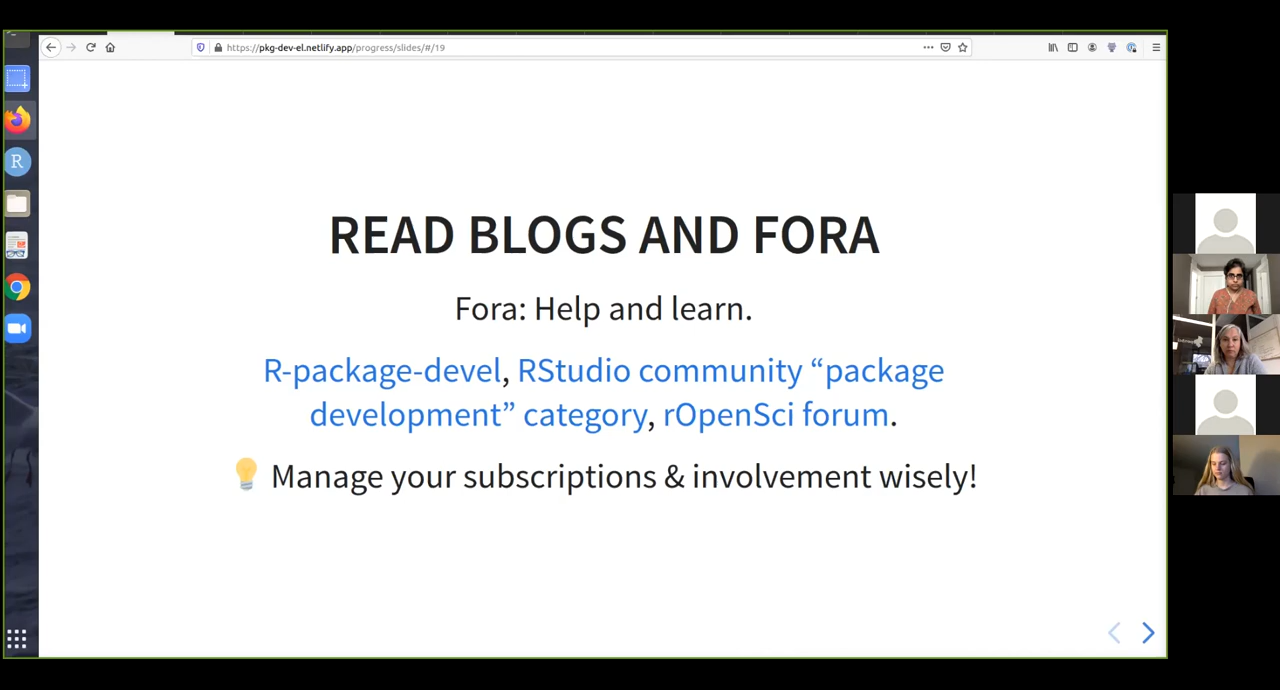 https://pkg-dev-el.netlify.app/progress/slides/#/19
READ BLOGS AND FORA
Fora: Help and learn.
R-package-devel, RStudio community “package
development” category, rOpenSci forum.
💡 Manage your subscriptions & involvement wisely!
R